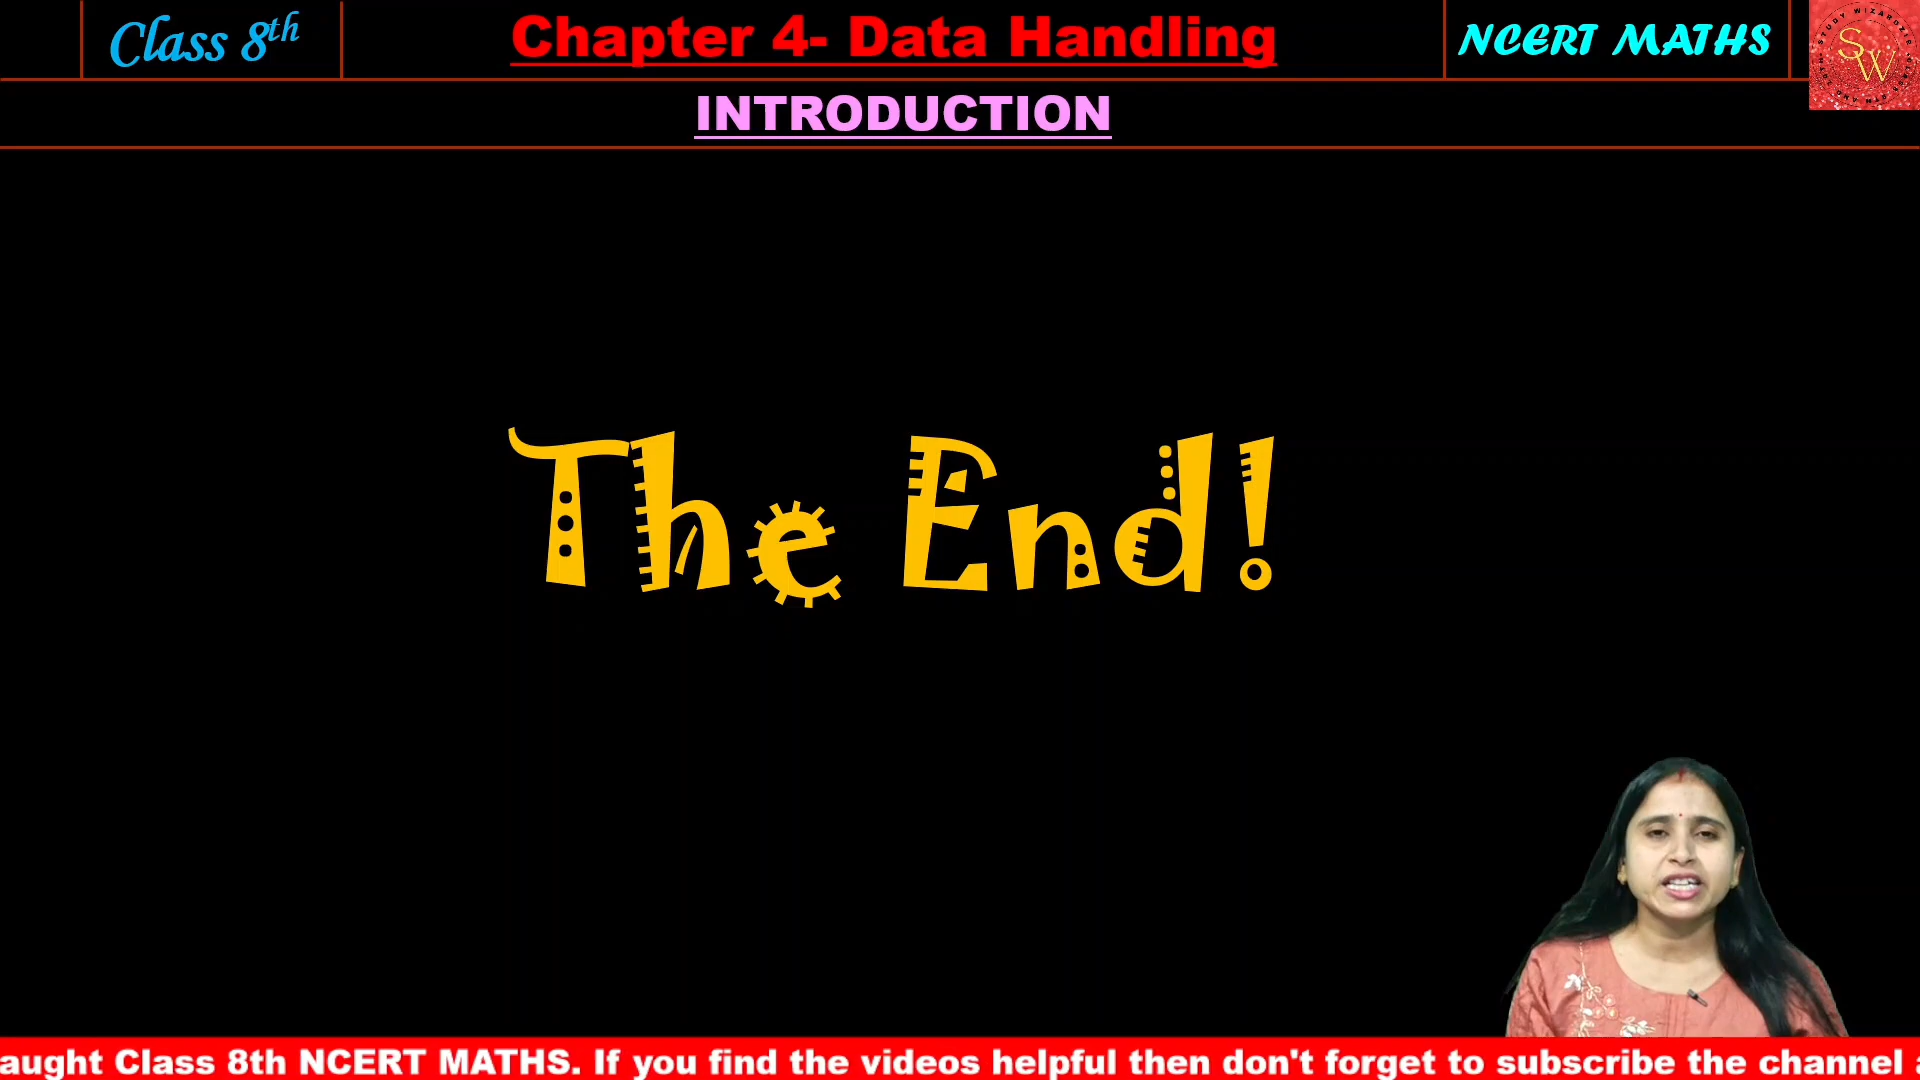 Class 8th
Chapter 4- Data Handling
NCERT MATHS
SW
INTRODUCTION
The End!
aught Class 8th NCERT MATHS. If you find the videos helpful then don't forget to subscribe the channel